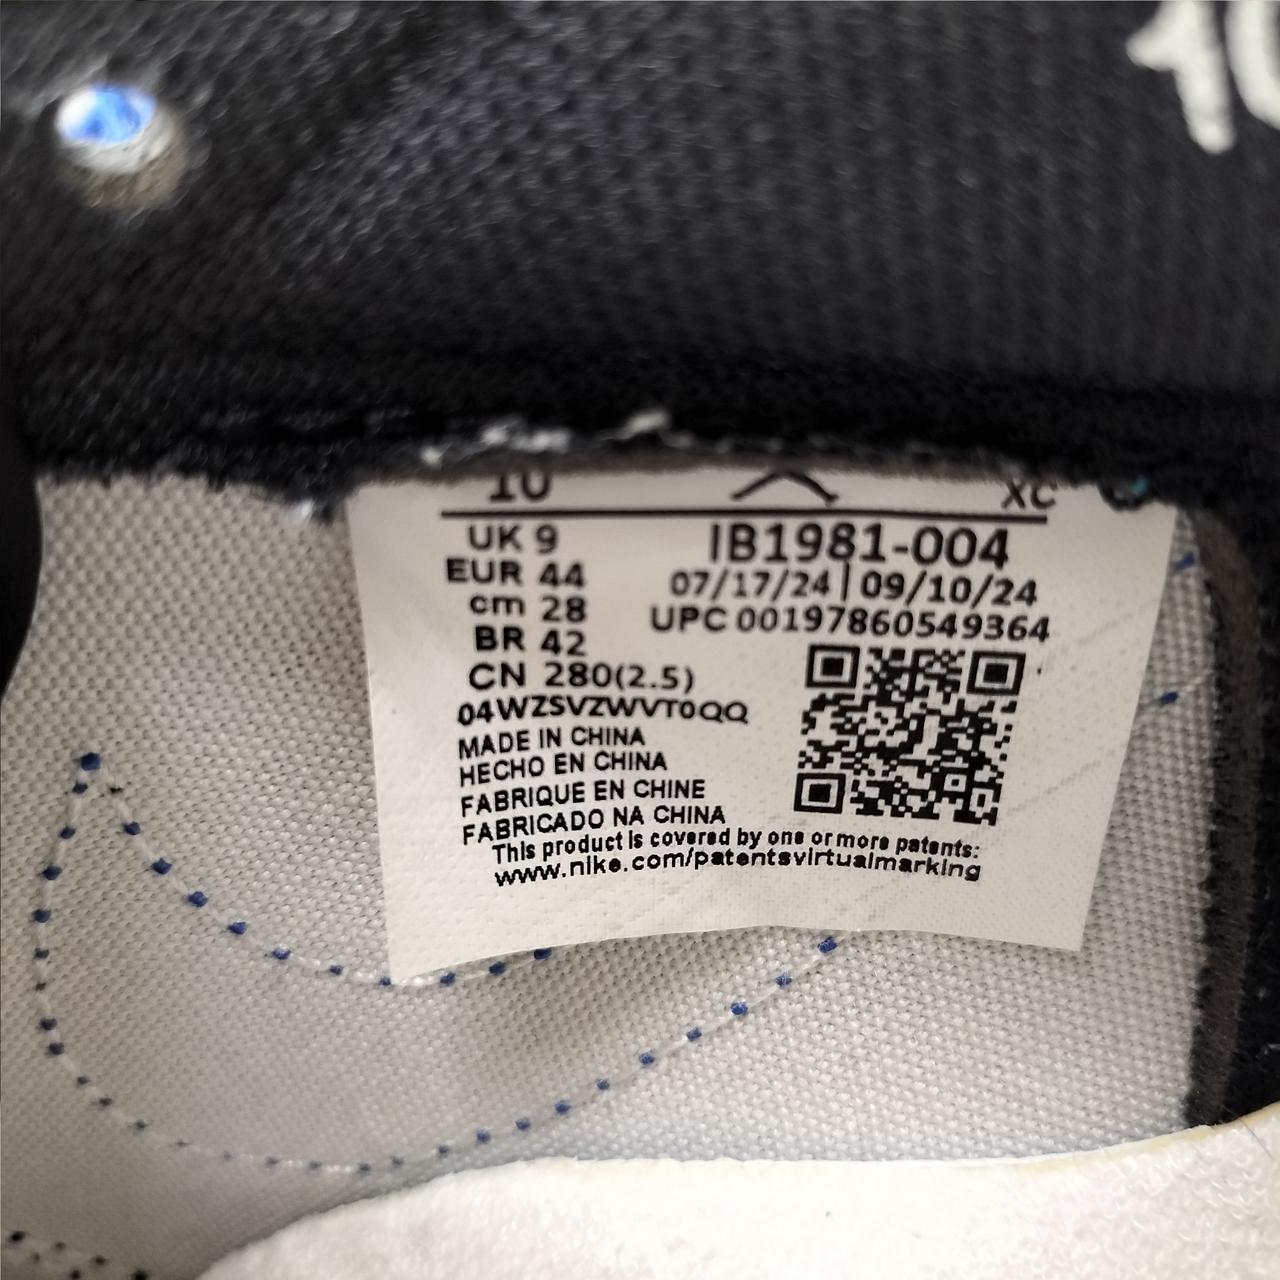 10
10 XC
UK 9 IB1981-004
EUR 44 07/17/24 | 09/10/24
cm 28 UPC 00197860549364
BR 42
CN 280(2.5)
04WZSVZWVT0QQ
MADE IN CHINA
HECHO EN CHINA
FABRIQUE EN CHINE
FABRICADO NA CHINA
This product is covered by one or more patents:
www.nike.com/patentsvirtualmarking